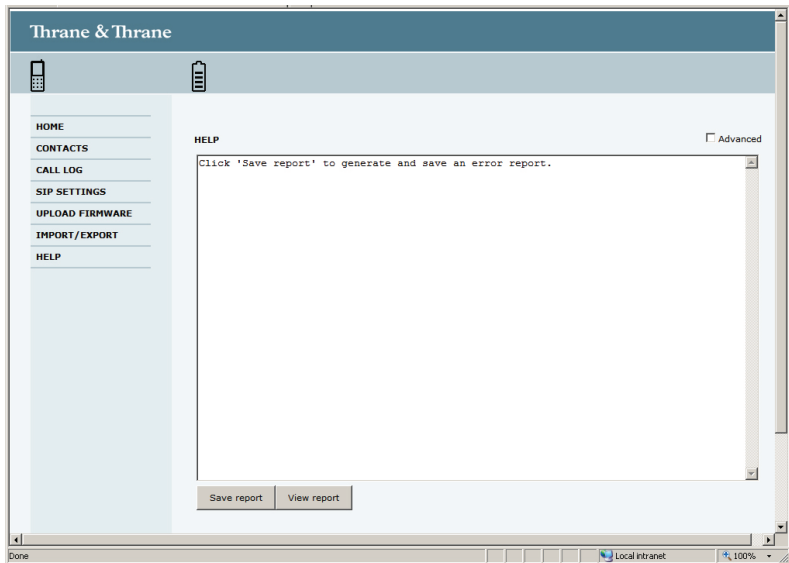 Thrane & Thrane
HOME
CONTACTS
CALL LOG
SIP SETTINGS
UPLOAD FIRMWARE
IMPORT/EXPORT
HELP
HELP
Advanced
Click 'Save report' to generate and save an error report.
Save report
View report
Done
Local intranet
100%